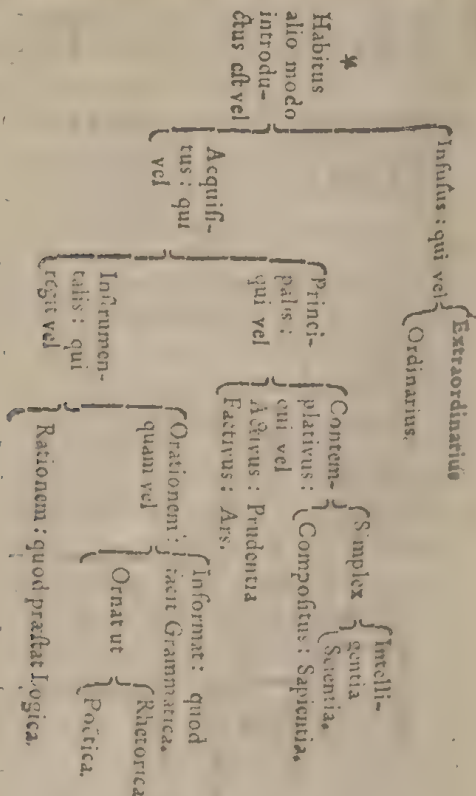 *
Habitus
alio modo
introdu-
ctus est vel
Infusus : qui vel
Extraordinarius
Ordinarius.
Acquisi-
tus : qui
vel
Princi-
palis :
qui vel
Contem-
plativus :
qui vel
Simplex
Intelli-
gentia
Scientia.
Compositus : Sapientia.
Activus : Prudentia
Factivus : Ars.
Instrumen-
talis : qui
regit vel
Orationem :
quam vel
Informat : quod
facit Grammatica.
Ornat ut
Rhetorica
Poëtica.
Rationem : quod præstat Logica.